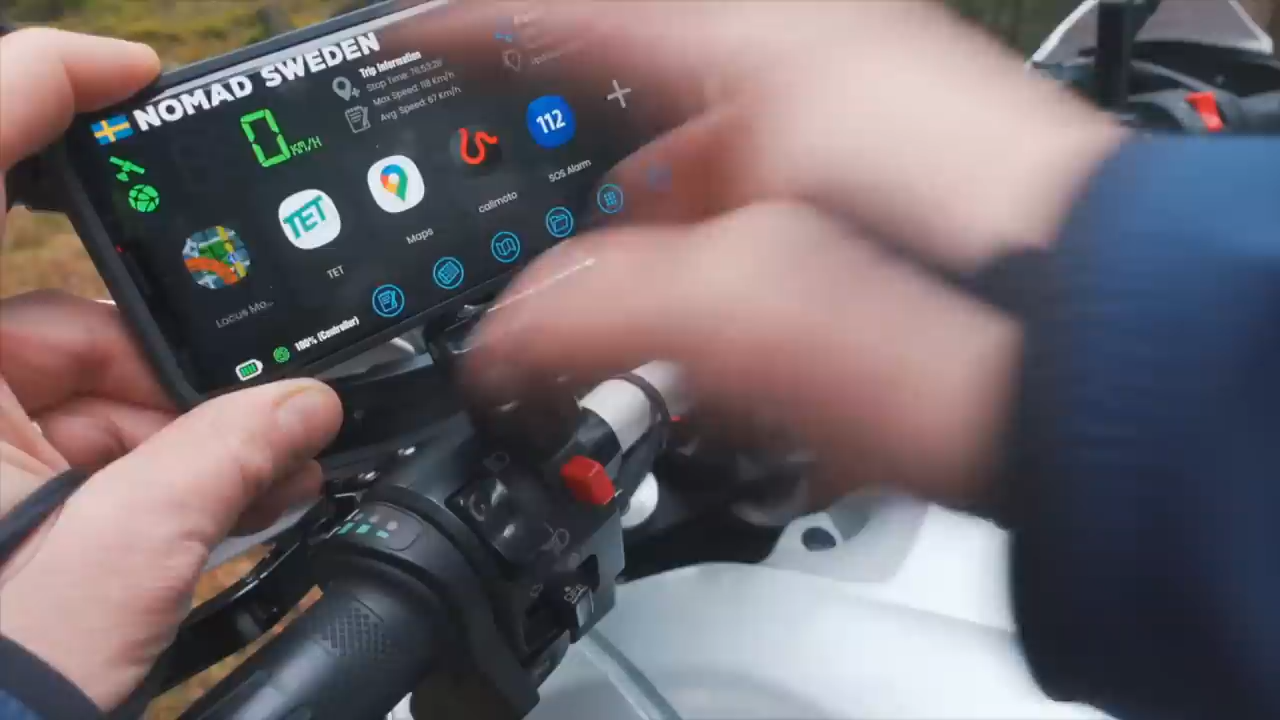 NOMAD SWEDEN
Trip Information
Stop Time: 76:53:26
Max Speed: 118 Km/H
Avg Speed: 67 Km/H
0 KM/H
112
SOS Alarm
calimoto
Maps
TET
TET
Locus Ma...
100% (Controller)